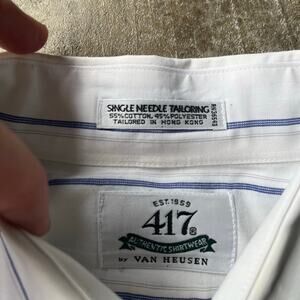 SINGLE NEEDLE TAILORING
55% COTTON, 45% POLYESTER
TAILORED IN HONG KONG
EST. 1959
417®
AUTHENTIC SHIRTWEAR
BY VAN HEUSEN